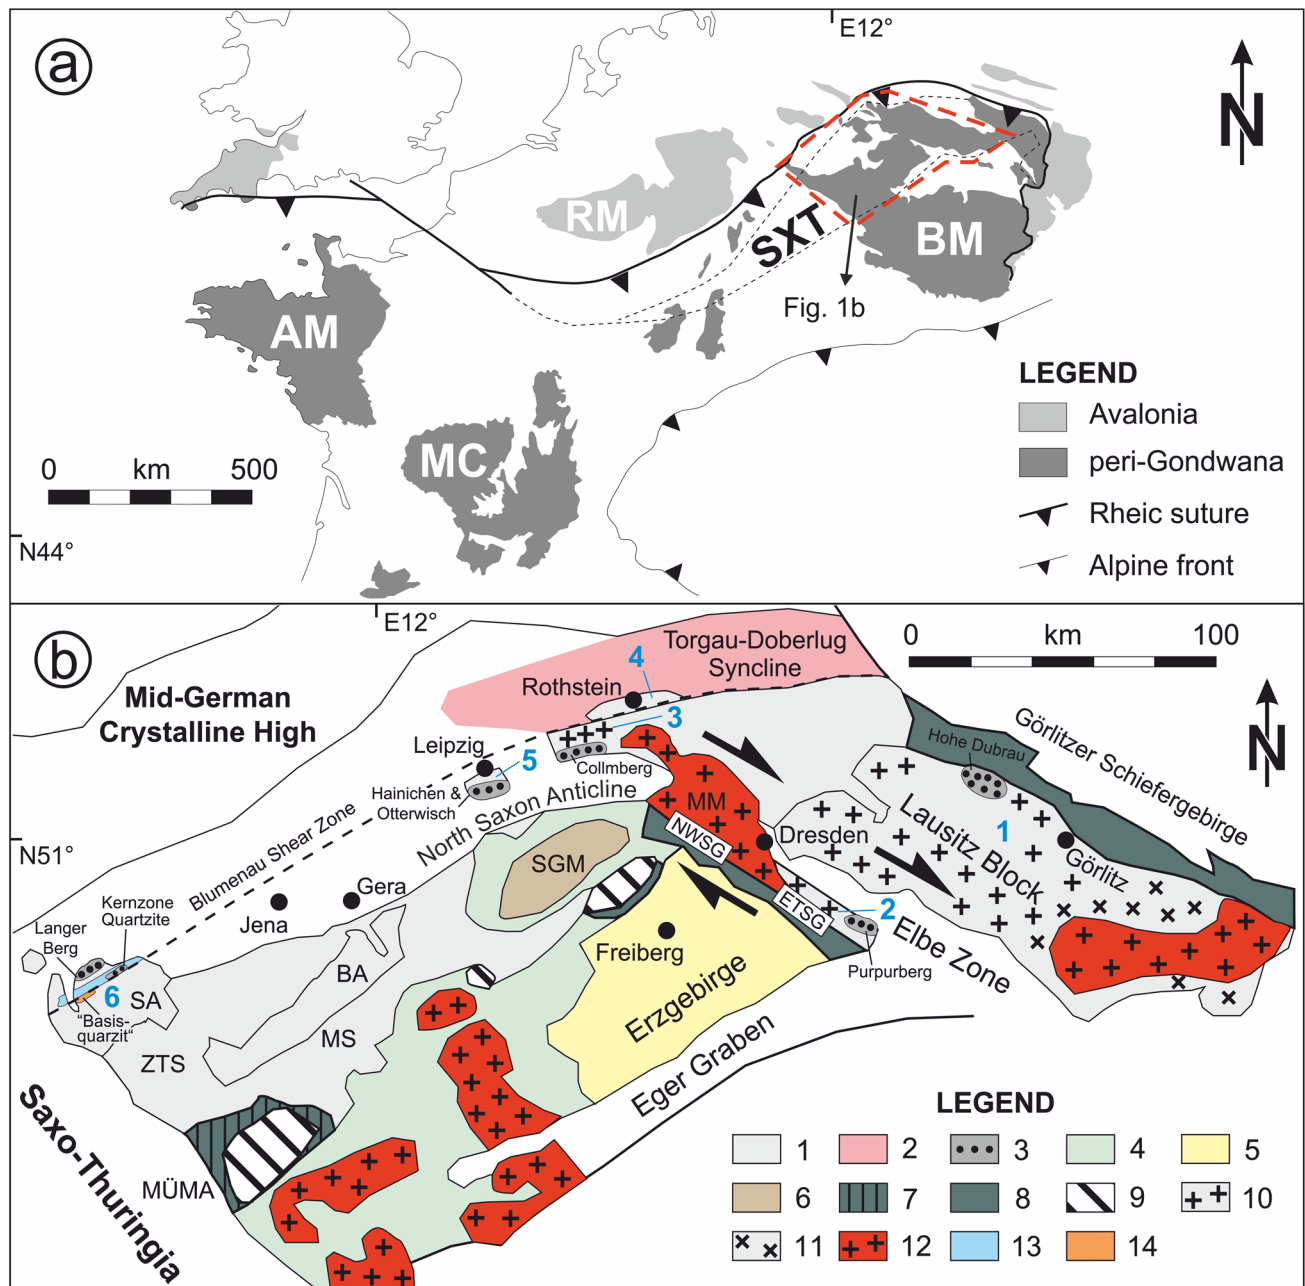 a
E12°
N
RM
SXT
BM
Fig. 1b
AM
MC
LEGEND
Avalonia
peri-Gondwana
Rheic suture
Alpine front
0 km 500
N44°
b
E12°
0 km 100
N
Mid-German
Crystalline High
Torgau-Doberlug
Syncline
4
Rothstein
3
Leipzig
5
Collmberg
Hainichen &
Otterwisch
North Saxon Anticline
Blumenau Shear Zone
N51°
MM
NWSG
Dresden
ETSG
2
Elbe Zone
Purpurberg
Hohe Dubrau
Görlitzer Schiefergebirge
Lausitz Block
1
Görlitz
SGM
Freiberg
Erzgebirge
Eger Graben
Gera
Jena
Kernzone
Quartzite
Langer
Berg
6
SA
"Basis-
quarzit"
BA
MS
ZTS
MÜMA
Saxo-Thuringia
LEGEND
1 2 3 4 5
6 7 8 9 10
11 12 13 14